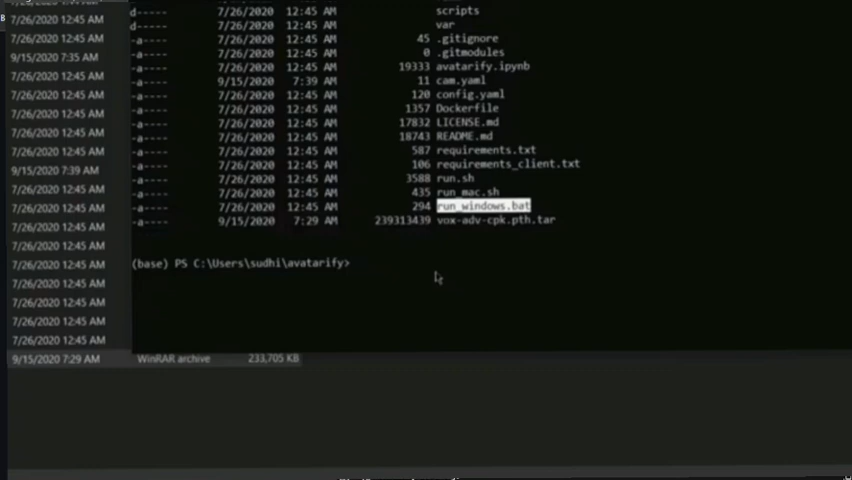 7/26/2020 12:45 AM
7/26/2020 12:45 AM
9/15/2020 7:35 AM
7/26/2020 12:45 AM
7/26/2020 12:45 AM
7/26/2020 12:45 AM
7/26/2020 12:45 AM
7/26/2020 12:45 AM
9/15/2020 7:39 AM
7/26/2020 12:45 AM
7/26/2020 12:45 AM
7/26/2020 12:45 AM
7/26/2020 12:45 AM
7/26/2020 12:45 AM
7/26/2020 12:45 AM
7/26/2020 12:45 AM
7/26/2020 12:45 AM
7/26/2020 12:45 AM
9/15/2020 7:29 AM WinRAR archive 233,705 KB
d----- 7/26/2020 12:45 AM scripts
d----- 7/26/2020 12:45 AM var
-a---- 7/26/2020 12:45 AM 45 .gitignore
-a---- 7/26/2020 12:45 AM 0 .gitmodules
-a---- 7/26/2020 12:45 AM 19333 avatarify.ipynb
-a---- 9/15/2020 7:39 AM 11 cam.yaml
-a---- 7/26/2020 12:45 AM 120 config.yaml
-a---- 7/26/2020 12:45 AM 1357 Dockerfile
-a---- 7/26/2020 12:45 AM 17832 LICENSE.md
-a---- 7/26/2020 12:45 AM 18743 README.md
-a---- 7/26/2020 12:45 AM 587 requirements.txt
-a---- 7/26/2020 12:45 AM 106 requirements_client.txt
-a---- 7/26/2020 12:45 AM 3588 run.sh
-a---- 7/26/2020 12:45 AM 435 run_mac.sh
-a---- 7/26/2020 12:45 AM 294 run_windows.bat
-a---- 9/15/2020 7:29 AM 239313439 vox-adv-cpk.pth.tar
(base) PS C:\Users\sudhi\avatarify>